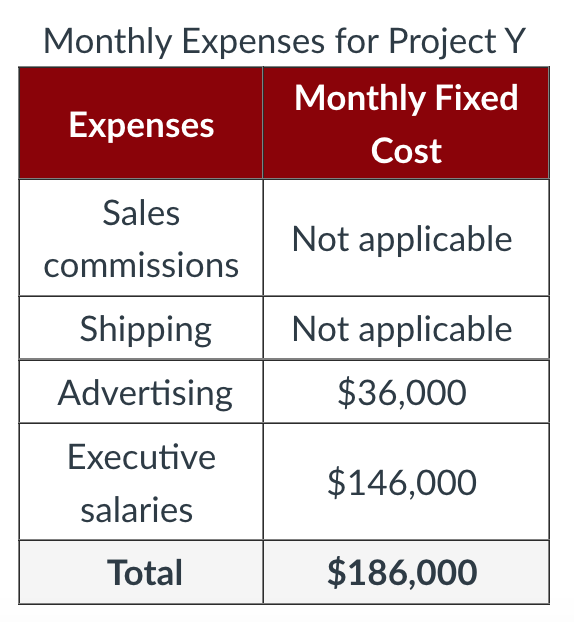 Monthly Expenses for Project Y
Expenses
Monthly Fixed
Cost
Sales
commissions
Not applicable
Shipping
Not applicable
Advertising
$36,000
Executive
salaries
$146,000
Total
$186,000